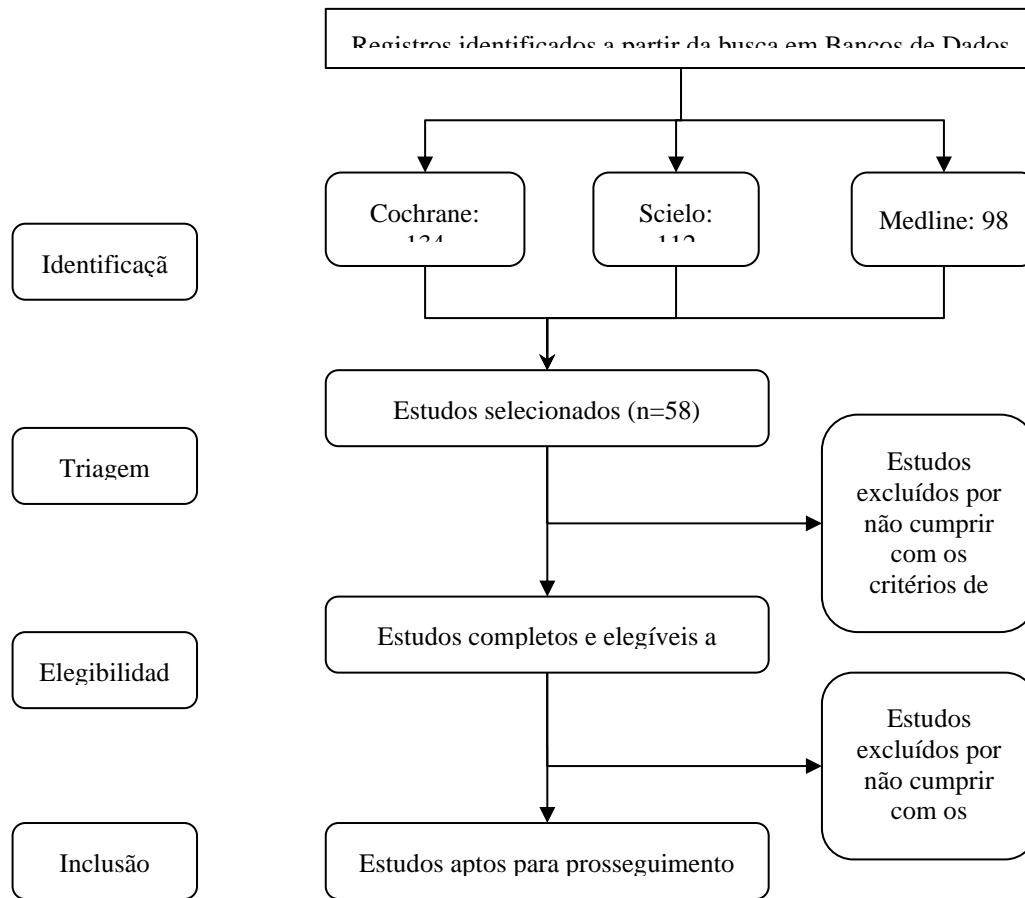 Registros identificados a partir da busca em Bancos de Dados
Cochrane:
134
Scielo:
112
Medline: 98
Identificaçã
Estudos selecionados (n=58)
Triagem
Estudos
excluídos por
não cumprir
com os
critérios de
Estudos completos e elegíveis a
Elegibilidad
Estudos
excluídos por
não cumprir
com os
Inclusão
Estudos aptos para prosseguimento